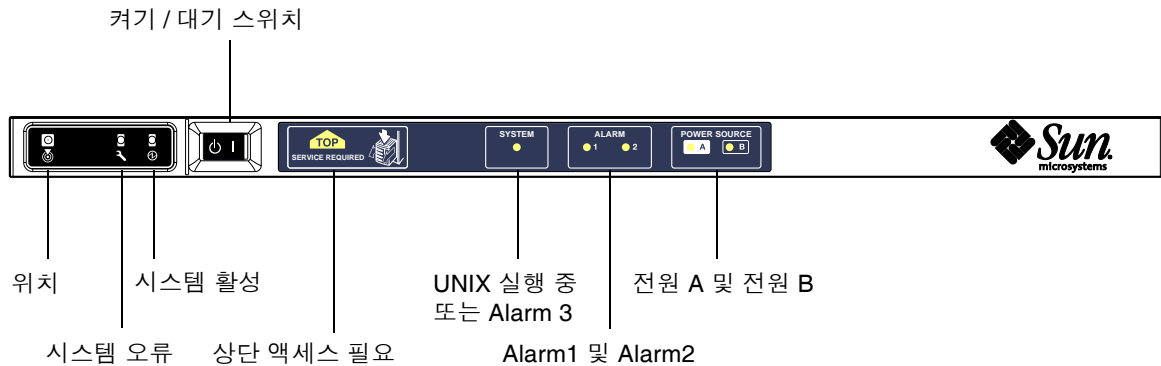 켜기 / 대기 스위치
TOP
SERVICE REQUIRED
SYSTEM
ALARM
1 2
POWER SOURCE
A B
Sun
microsystems
위치
시스템 활성
UNIX 실행 중
또는 Alarm 3
전원 A 및 전원 B
시스템 오류
상단 액세스 필요
Alarm1 및 Alarm2